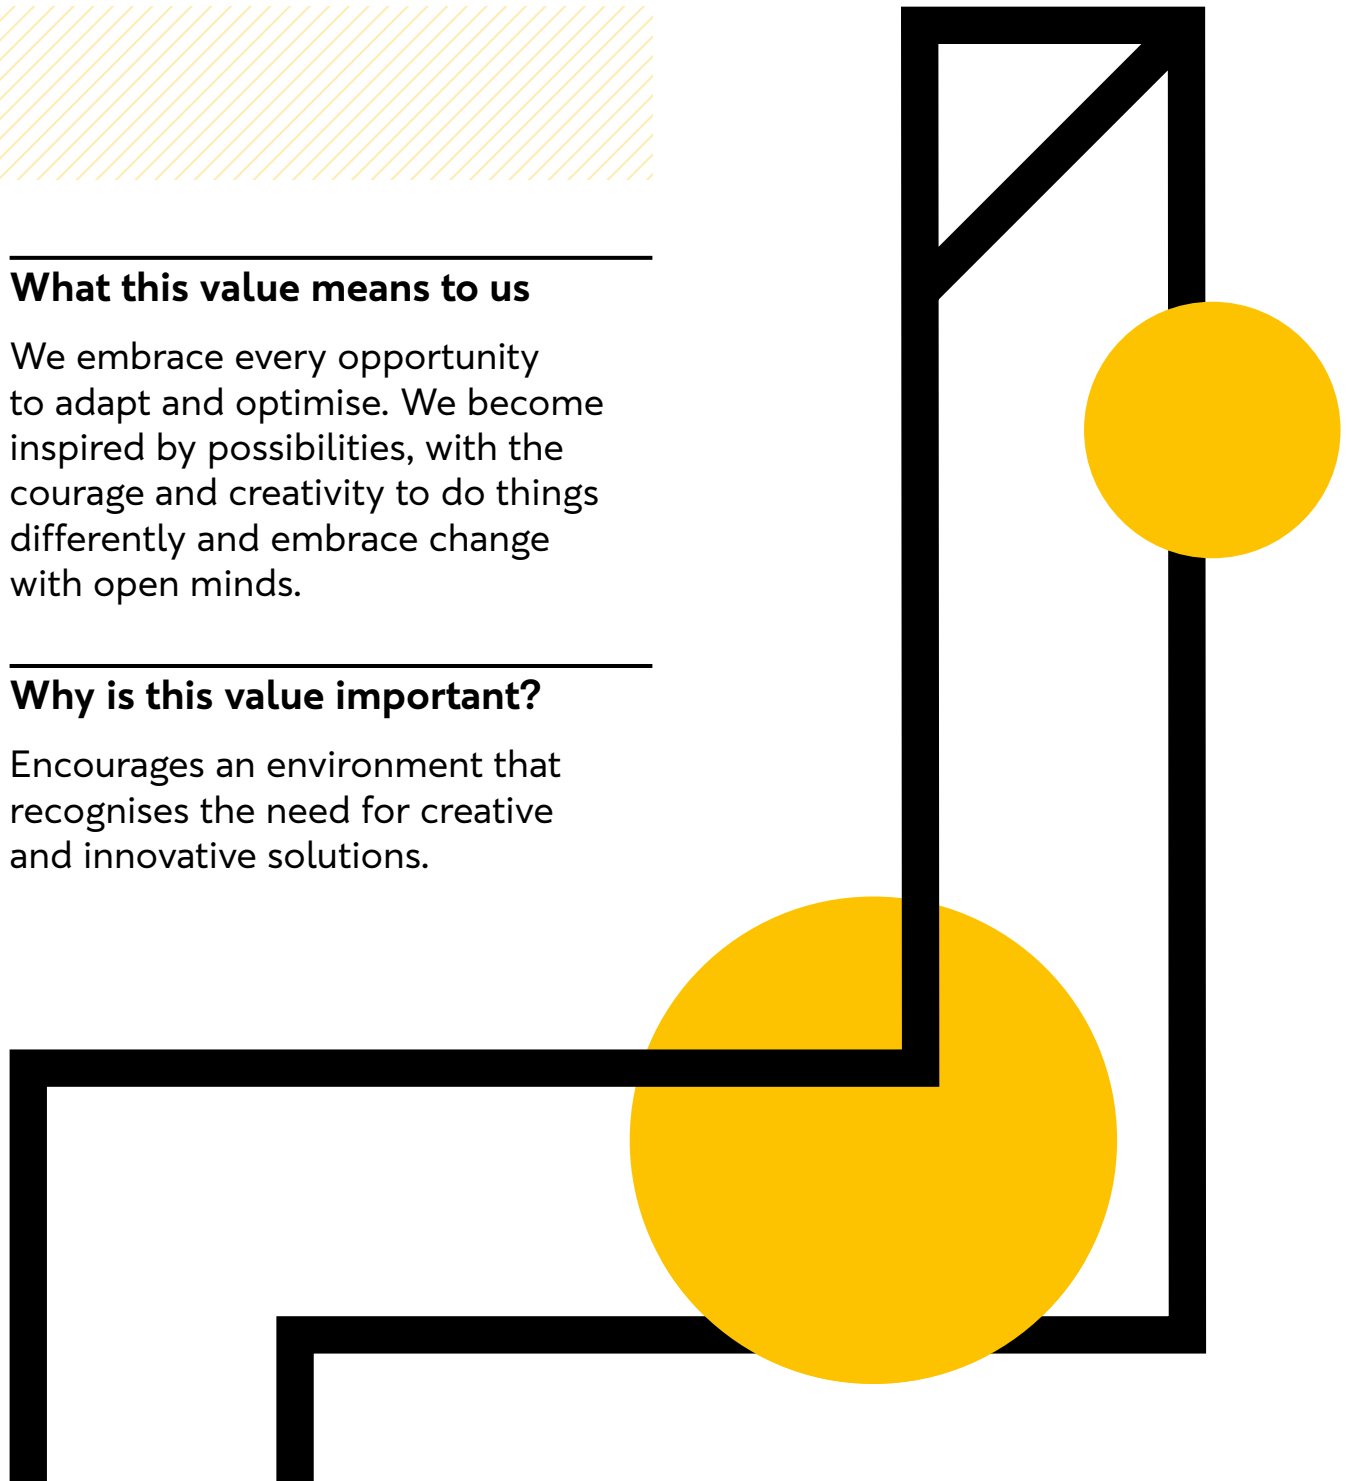 What this value means to us
We embrace every opportunity
to adapt and optimise. We become
inspired by possibilities, with the
courage and creativity to do things
differently and embrace change
with open minds.
Why is this value important?
Encourages an environment that
recognises the need for creative
and innovative solutions.